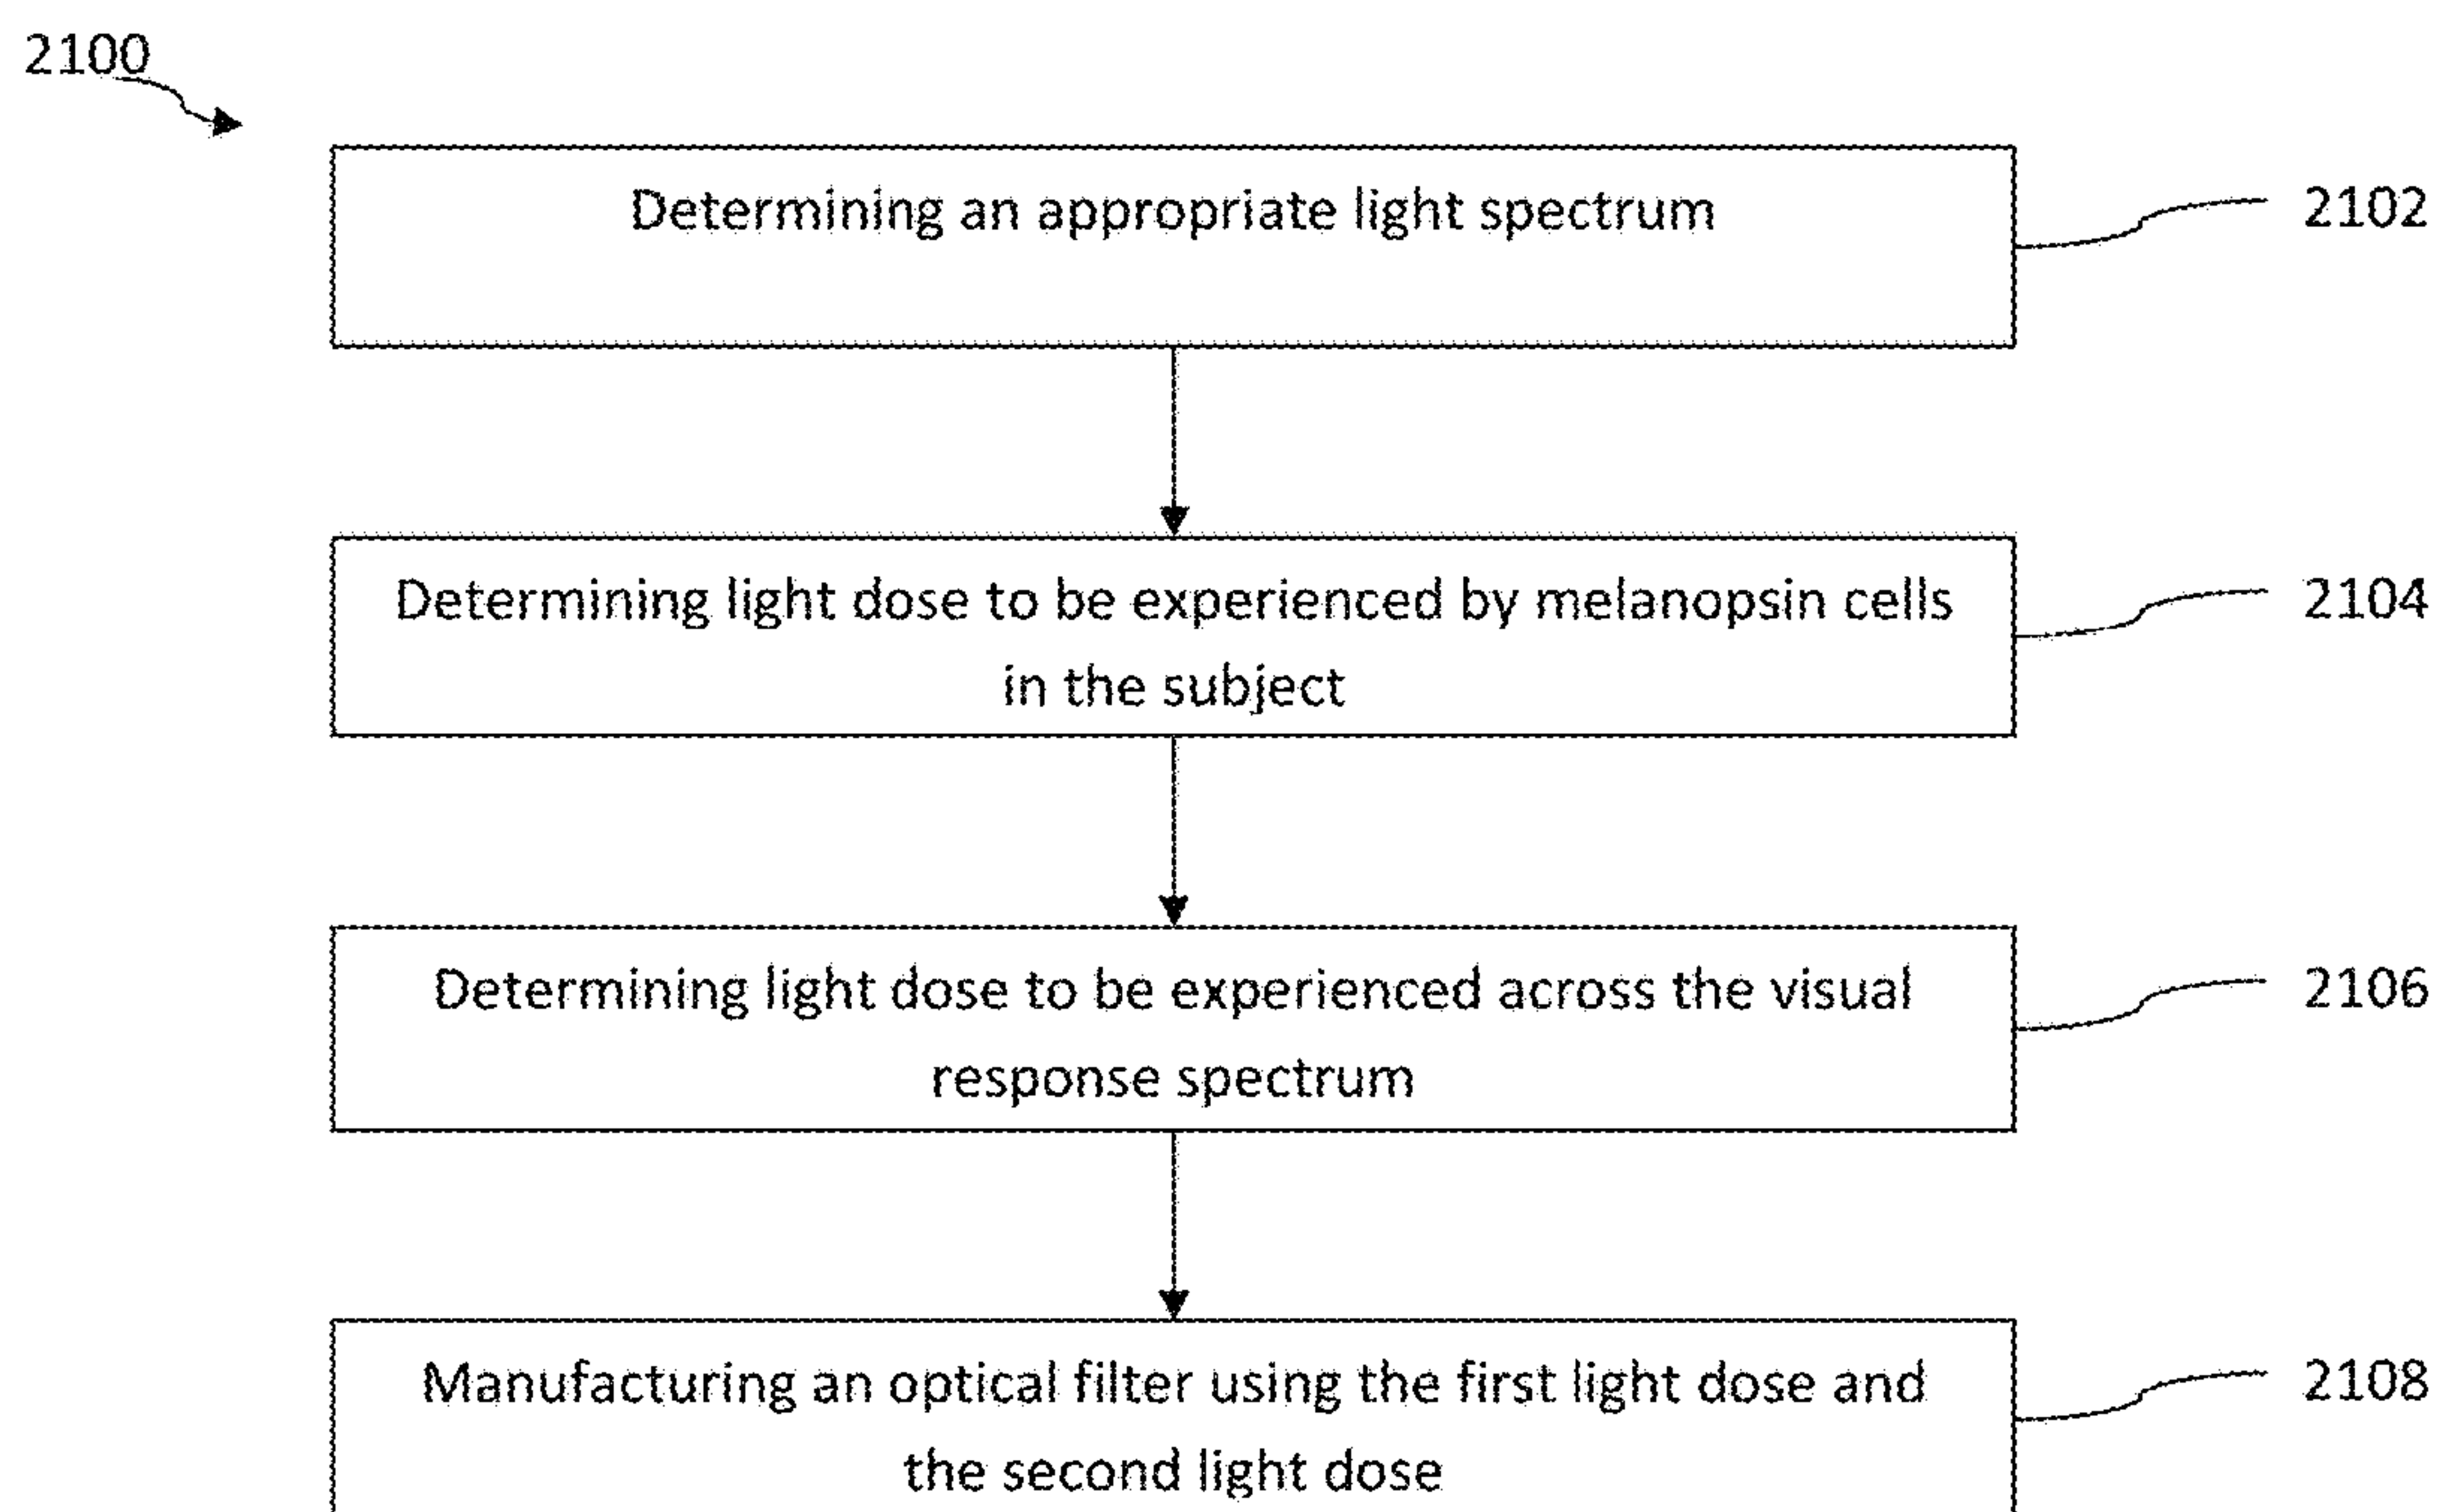 2100
Determining an appropriate light spectrum
2102
Determining light dose to be experienced by melanopsin cells
in the subject
2104
Determining light dose to be experienced across the visual
response spectrum
2106
Manufacturing an optical filter using the first light dose and
the second light dose
2108